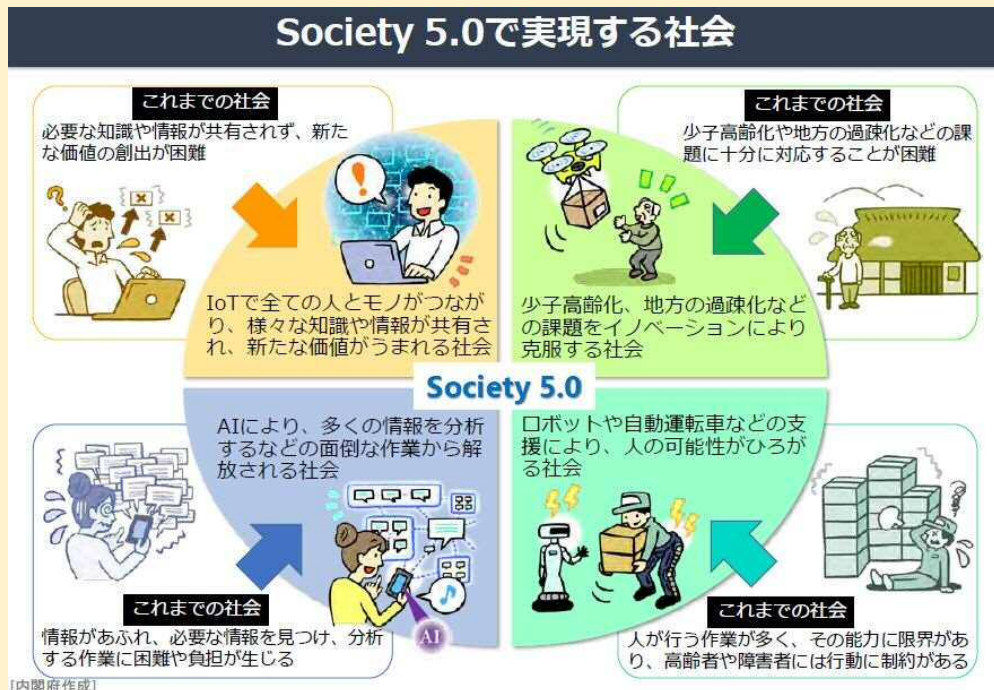 Society 5.0で実現する社会
これまでの社会
必要な知識や情報が共有されず、新た
な価値の創出が困難
これまでの社会
少子高齢化や地方の過疎化などの課
題に十分に対応することが困難
IoTで全ての人とモノがつなが
り、様々な知識や情報が共有さ
れ、新たな価値がうまれる社会
少子高齢化、地方の過疎化など
の課題をイノベーションにより
克服する社会
Society 5.0
AIにより、多くの情報を分析
するなどの面倒な作業から解
放される社会
ロボットや自動運転車などの支
援により、人の可能性がひろが
る社会
AI
これまでの社会
情報があふれ、必要な情報を見つけ、分析
する作業に困難や負担が生じる
これまでの社会
人が行う作業が多く、その能力に限界があ
り、高齢者や障害者には行動に制約がある
[内閣府作成]